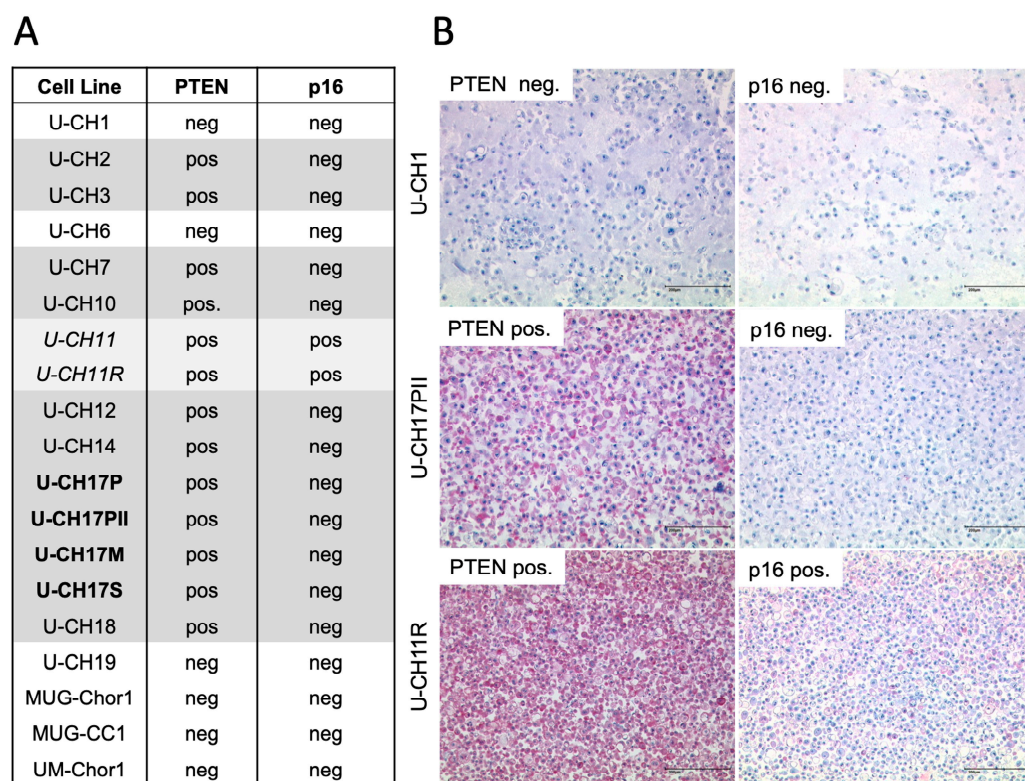 A
Cell Line PTEN p16
U-CH1 neg neg
U-CH2 pos neg
U-CH3 pos neg
U-CH6 neg neg
U-CH7 pos neg
U-CH10 pos. neg
U-CH11 pos pos
U-CH11R pos pos
U-CH12 pos neg
U-CH14 pos neg
U-CH17P pos neg
U-CH17PII pos neg
U-CH17M pos neg
U-CH17S pos neg
U-CH18 pos neg
U-CH19 neg neg
MUG-Chor1 neg neg
MUG-CC1 neg neg
UM-Chor1 neg neg
B
U-CH1
PTEN neg.
p16 neg.
U-CH17PII
PTEN pos.
p16 neg.
U-CH11R
PTEN pos.
p16 pos.